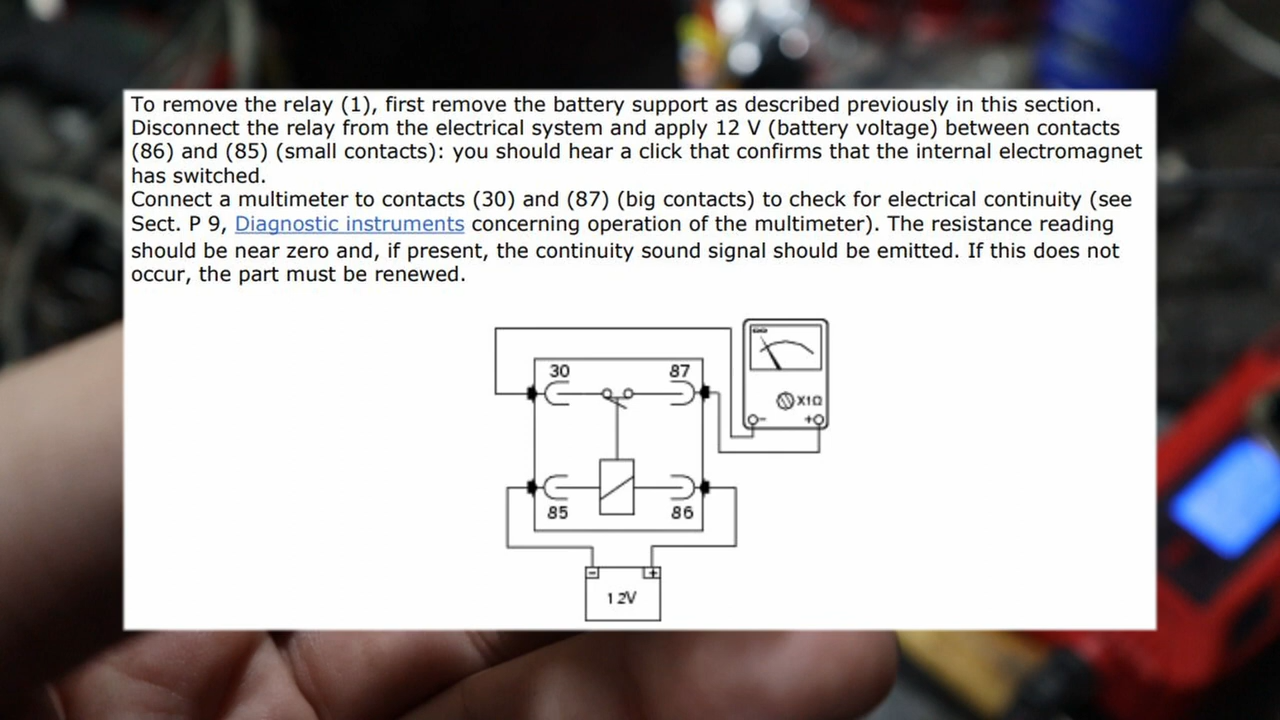 To remove the relay (1), first remove the battery support as described previously in this section.
Disconnect the relay from the electrical system and apply 12 V (battery voltage) between contacts
(86) and (85) (small contacts): you should hear a click that confirms that the internal electromagnet
has switched.
Connect a multimeter to contacts (30) and (87) (big contacts) to check for electrical continuity (see
Sect. P 9, Diagnostic instruments concerning operation of the multimeter). The resistance reading
should be near zero and, if present, the continuity sound signal should be emitted. If this does not
occur, the part must be renewed.
30 87
X1Ω
- +
85 86
- +
12V